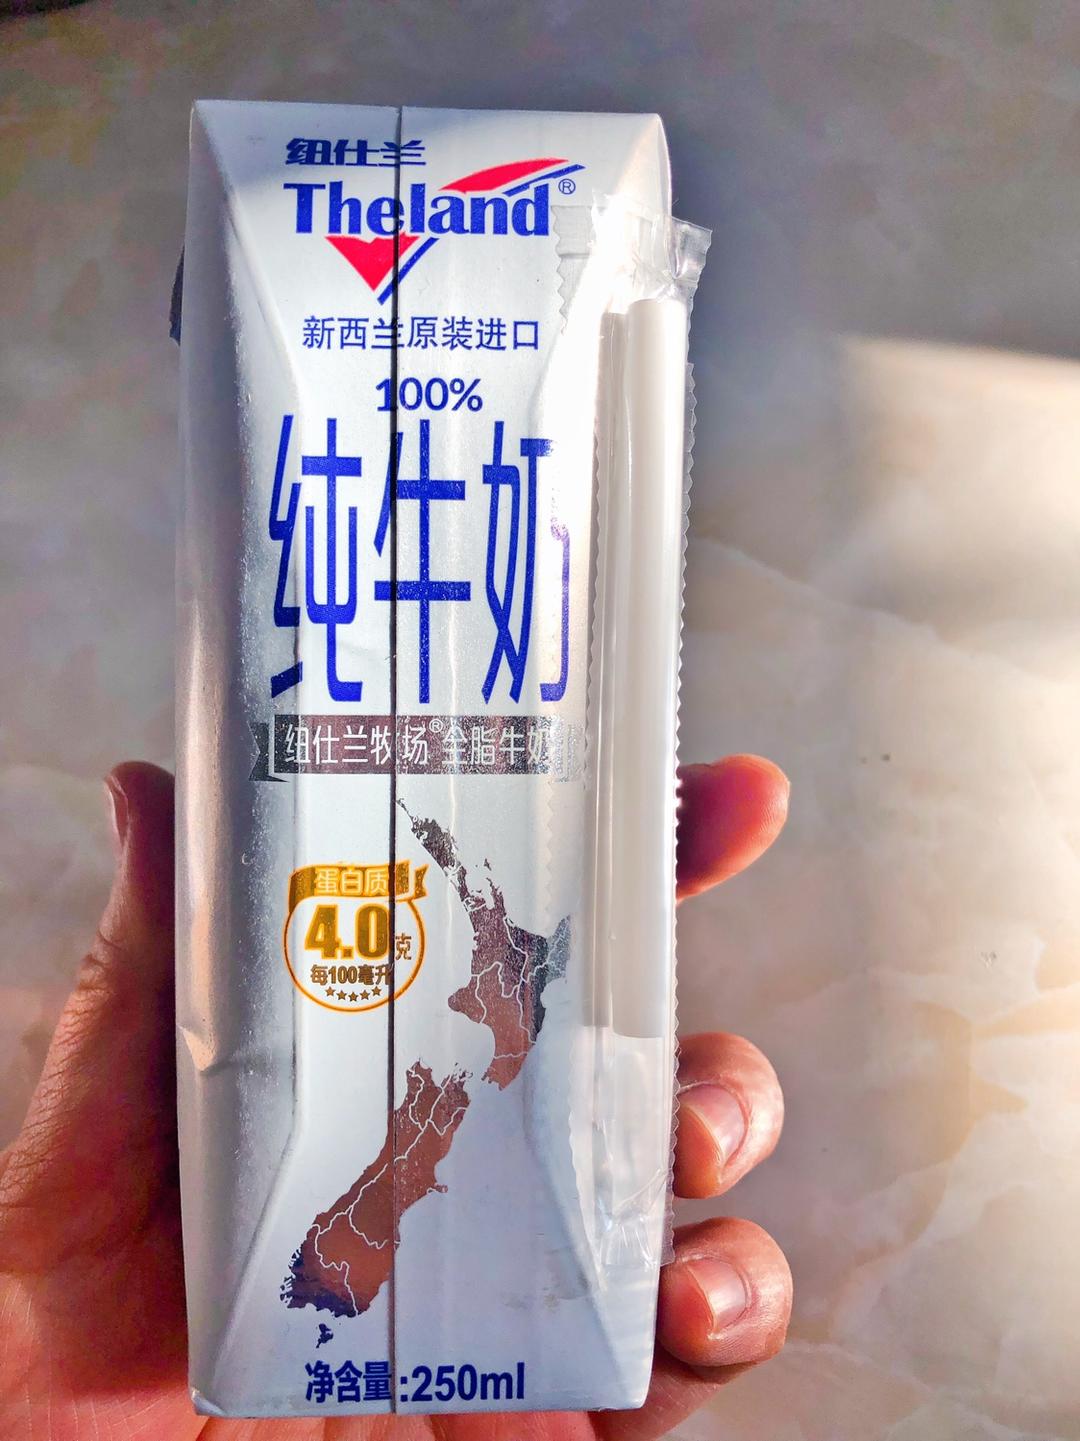 纽仕兰
Theland®
新西兰原装进口
100%
纯牛奶
纽仕兰牧场®全脂牛奶
蛋白质
4.0克
每100毫升
净含量:250ml